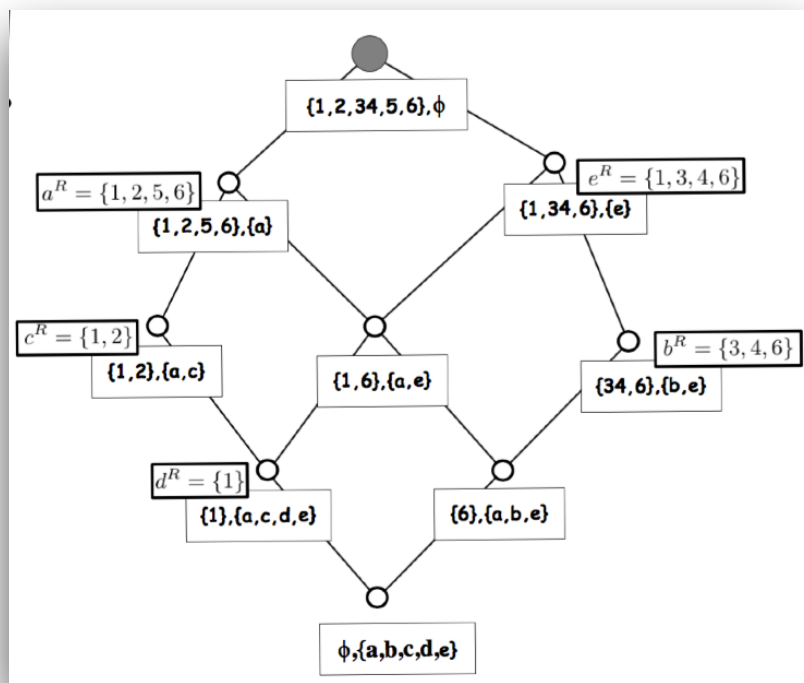 {1,2,34,5,6},ϕ
a^R = {1, 2, 5, 6}
e^R = {1, 3, 4, 6}
{1,2,5,6},{a}
{1,34,6},{e}
c^R = {1, 2}
b^R = {3, 4, 6}
{1,2},{a,c}
{1,6},{a,e}
{34,6},{b,e}
d^R = {1}
{1},{a,c,d,e}
{6},{a,b,e}
ϕ,{a,b,c,d,e}